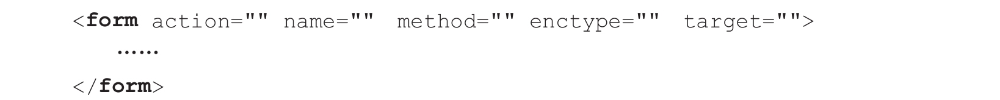 <form action="" name="" method="" enctype="" target="">
……
</form>